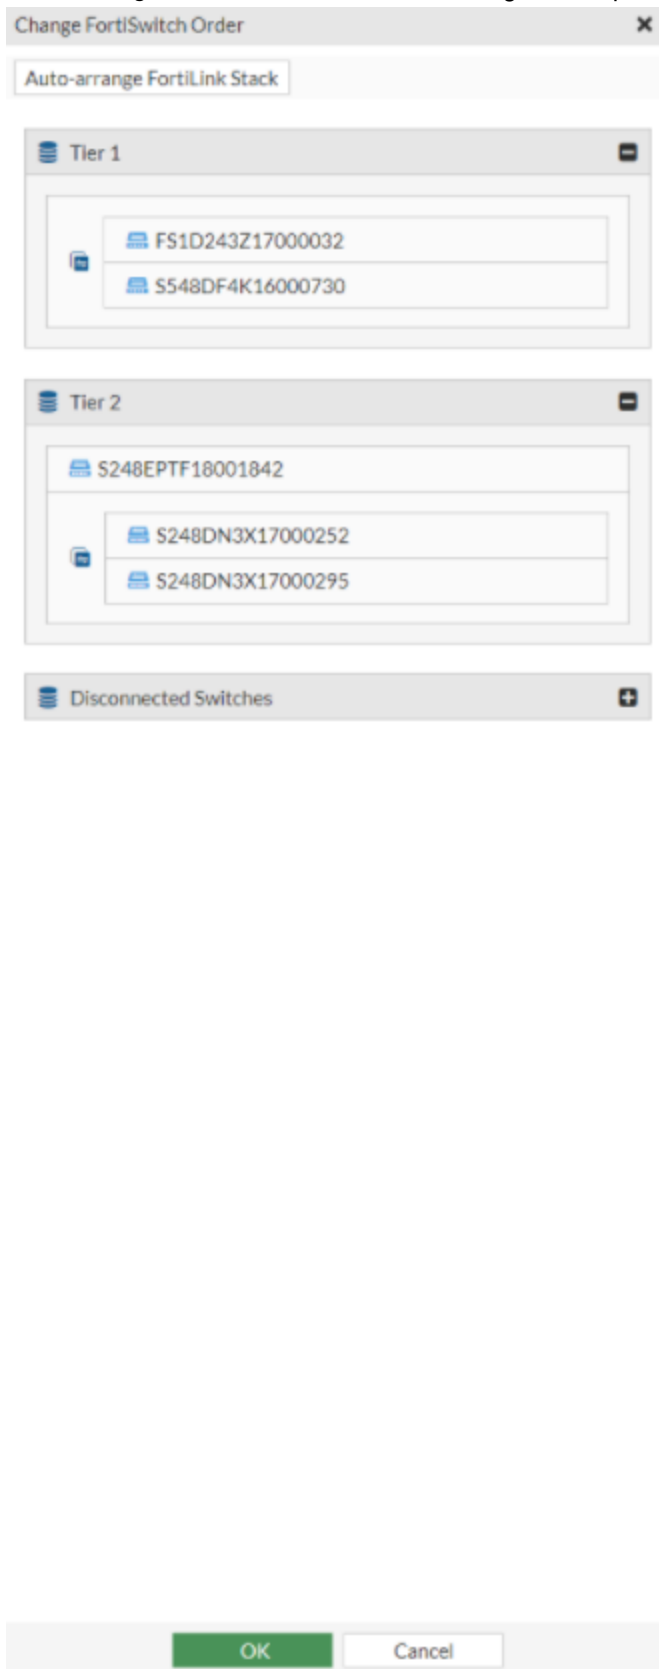 Change FortiSwitch Order
Auto-arrange FortiLink Stack
Tier 1
FS1D243Z17000032
S548DF4K16000730
Tier 2
S248EPTF18001842
S248DN3X17000252
S248DN3X17000295
Disconnected Switches
OK
Cancel